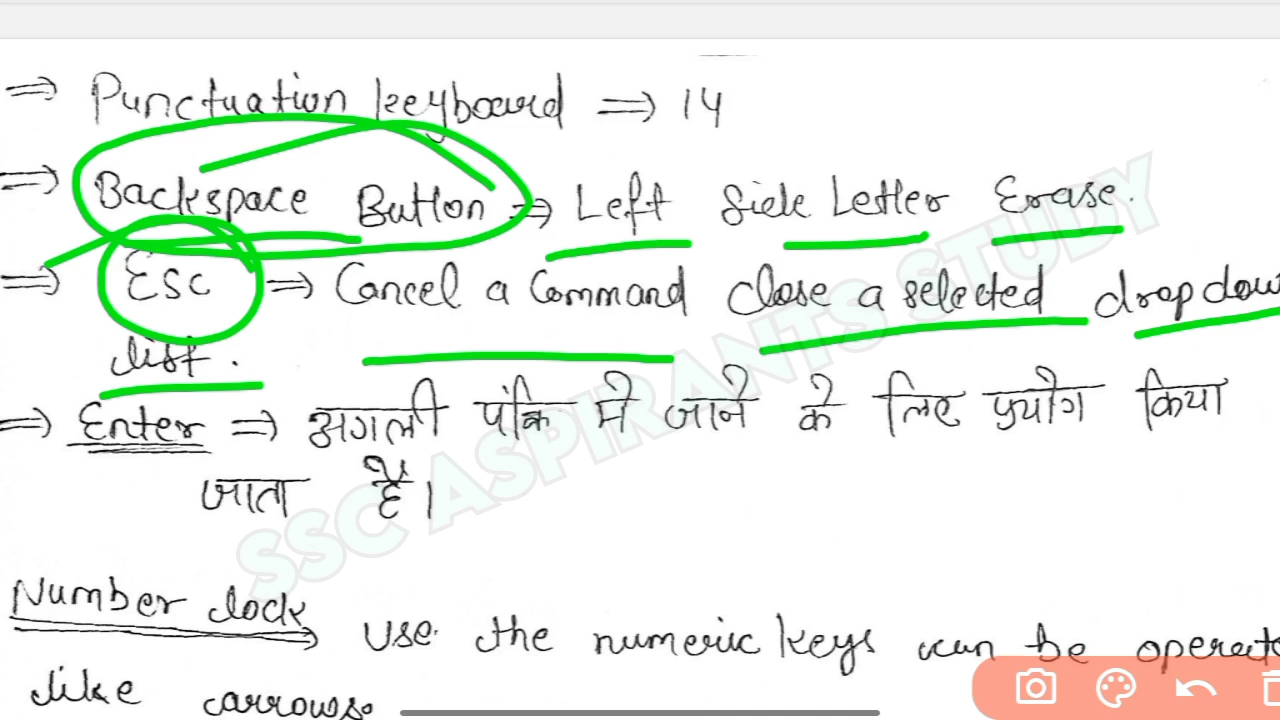 ⇒ Punctuation keyboard ⇒ 14
⇒ Backspace Button ⇒ Left Side Letter Erase.
⇒ Esc ⇒ Cancel a Command close a selected dropdow
list.
⇒ Enter ⇒ अगली पंक्ति में जाने के लिए प्रयोग किया
जाता है।
Number lock → use the numeric keys can be operate
like arrows
SSC ASPIRANTS STUDY